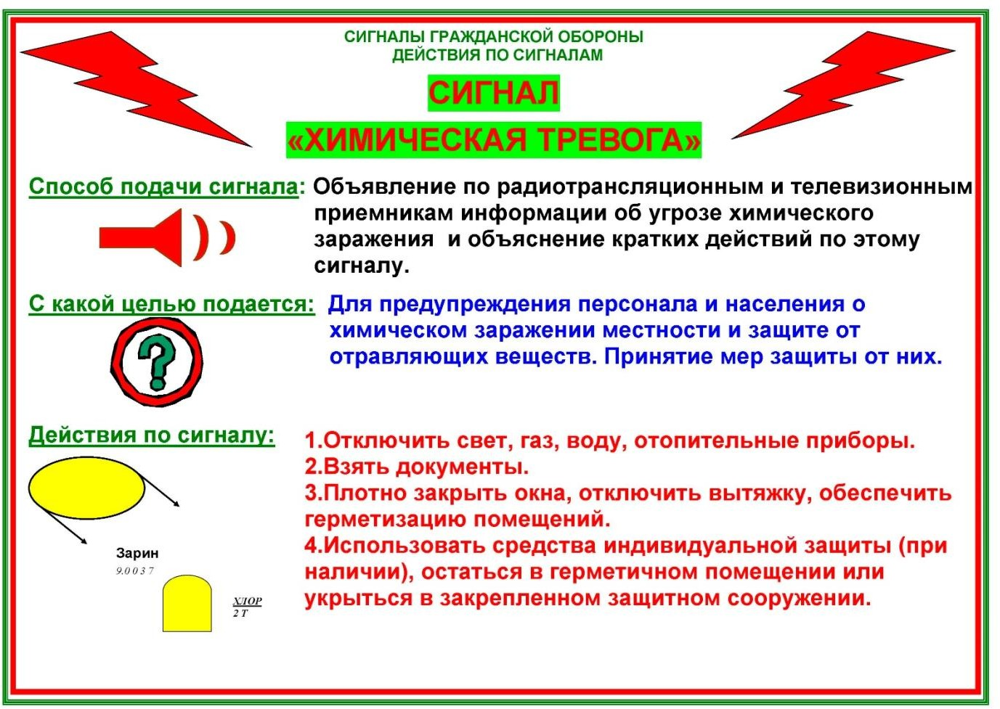 СИГНАЛЫ ГРАЖДАНСКОЙ ОБОРОНЫ
ДЕЙСТВИЯ ПО СИГНАЛАМ
СИГНАЛ
«ХИМИЧЕСКАЯ ТРЕВОГА»
Способ подачи сигнала: Объявление по радиотрансляционным и телевизионным
приемникам информации об угрозе химического
заражения и объяснение кратких действий по этому
сигналу.
С какой целью подается: Для предупреждения персонала и населения о
химическом заражении местности и защите от
отравляющих веществ. Принятие мер защиты от них.
?
Действия по сигналу:
1.Отключить свет, газ, воду, отопительные приборы.
2.Взять документы.
3.Плотно закрыть окна, отключить вытяжку, обеспечить
герметизацию помещений.
4.Использовать средства индивидуальной защиты (при
наличии), остаться в герметичном помещении или
укрыться в закрепленном защитном сооружении.
Зарин
9.0 0 3 7
ХЛОР
2 Т